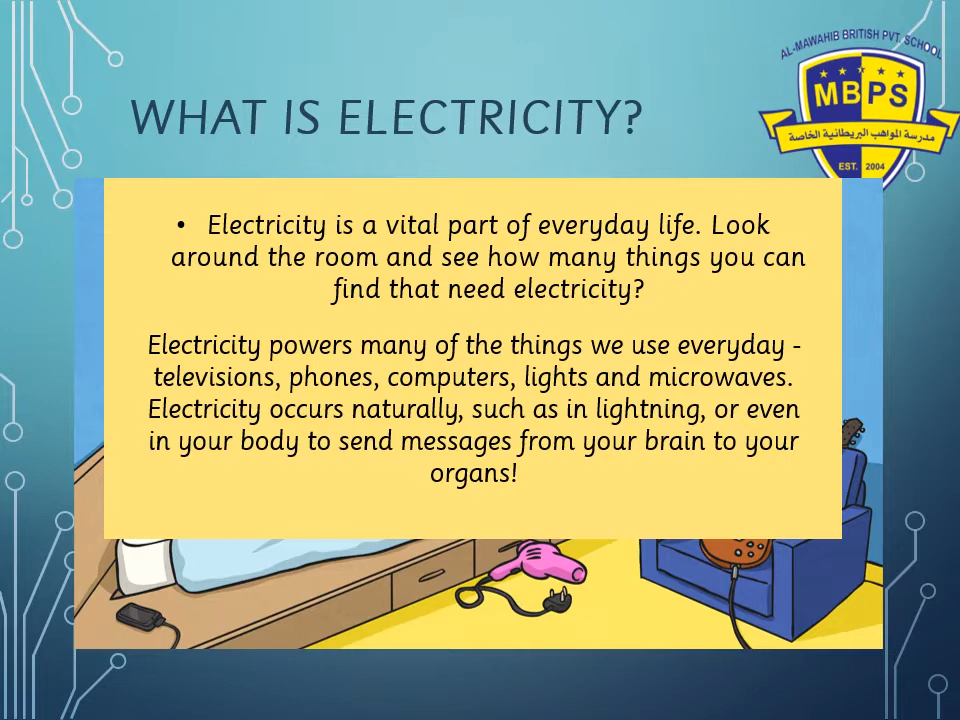 AL-MAWAHIB BRITISH PVT. SCHOOL
MBPS
مدرسة المواهب البريطانية الخاصة
EST. 2004
WHAT IS ELECTRICITY?
• Electricity is a vital part of everyday life. Look
around the room and see how many things you can
find that need electricity?
Electricity powers many of the things we use everyday -
televisions, phones, computers, lights and microwaves.
Electricity occurs naturally, such as in lightning, or even
in your body to send messages from your brain to your
organs!